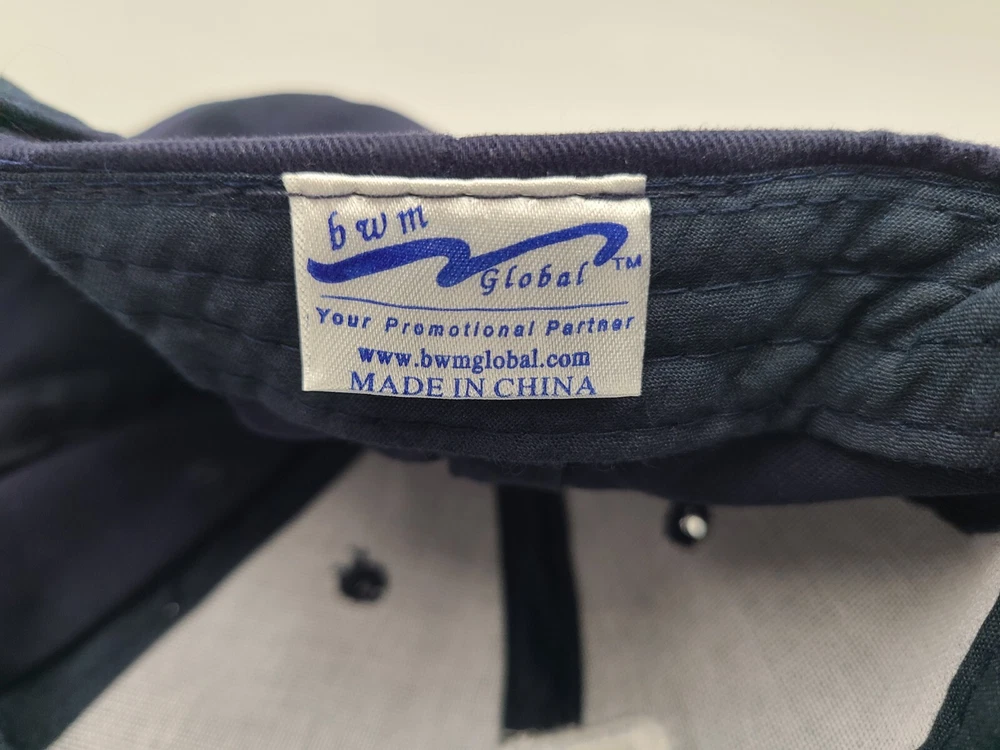 bwm
Global™
Your Promotional Partner
www.bwmglobal.com
MADE IN CHINA